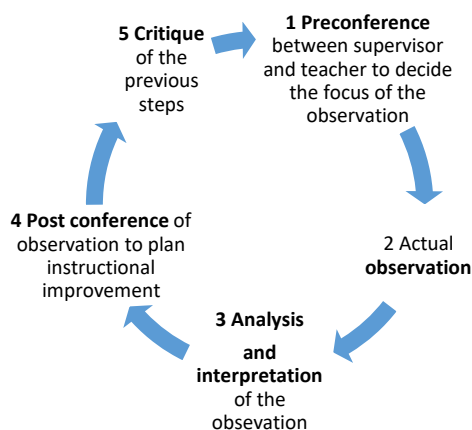 1 Preconference
between supervisor
and teacher to decide
the focus of the
observation
2 Actual
observation
3 Analysis
and
interpretation
of the
obsevation
4 Post conference of
observation to plan
instructional
improvement
5 Critique
of the
previous
steps